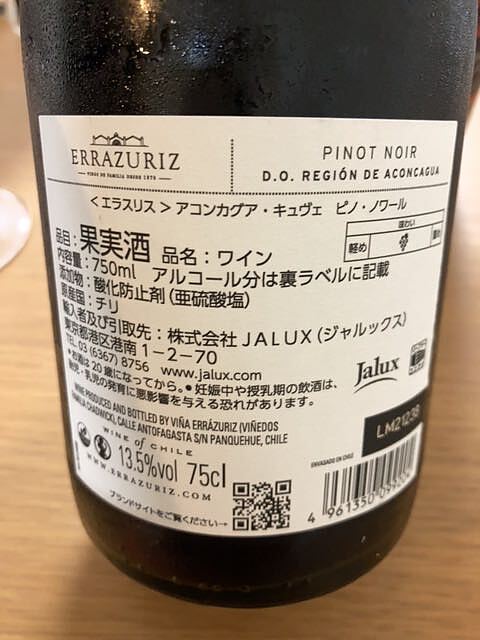 ERRAZURIZ
VINOS DE FAMILIA DESDE 1870
PINOT NOIR
D.O. REGIÓN DE ACONCAGUA
<エラスリス>アコンカグア・キュヴェ ピノ・ノワール
味わい
軽め
品目：果実酒 品名：ワイン
内容量：750ml アルコール分は裏ラベルに記載
添加物：酸化防止剤（亜硫酸塩）
原産国：チリ
輸入者及び引取先：株式会社JALUX（ジャルックス）
東京都港区港南1-2-70
TEL.03 (6367) 8756 www.jalux.com
Jalux
●お酒は20歳になってから。●妊娠中や授乳期の飲酒は、
胎児・乳児の発育に悪影響を与える恐れがあります。
WINE PRODUCED AND BOTTLED BY VIÑA ERRÁZURIZ (VIÑEDOS
FAMILIA CHADWICK), CALLE ANTOFAGASTA S/N PANQUEHUE, CHILE
WINE of CHILE
LM21238
ENVASADO EN CHILE
13.5%vol 75cl
WWW.ERRAZURIZ.COM
ブランドサイトをご覧ください→